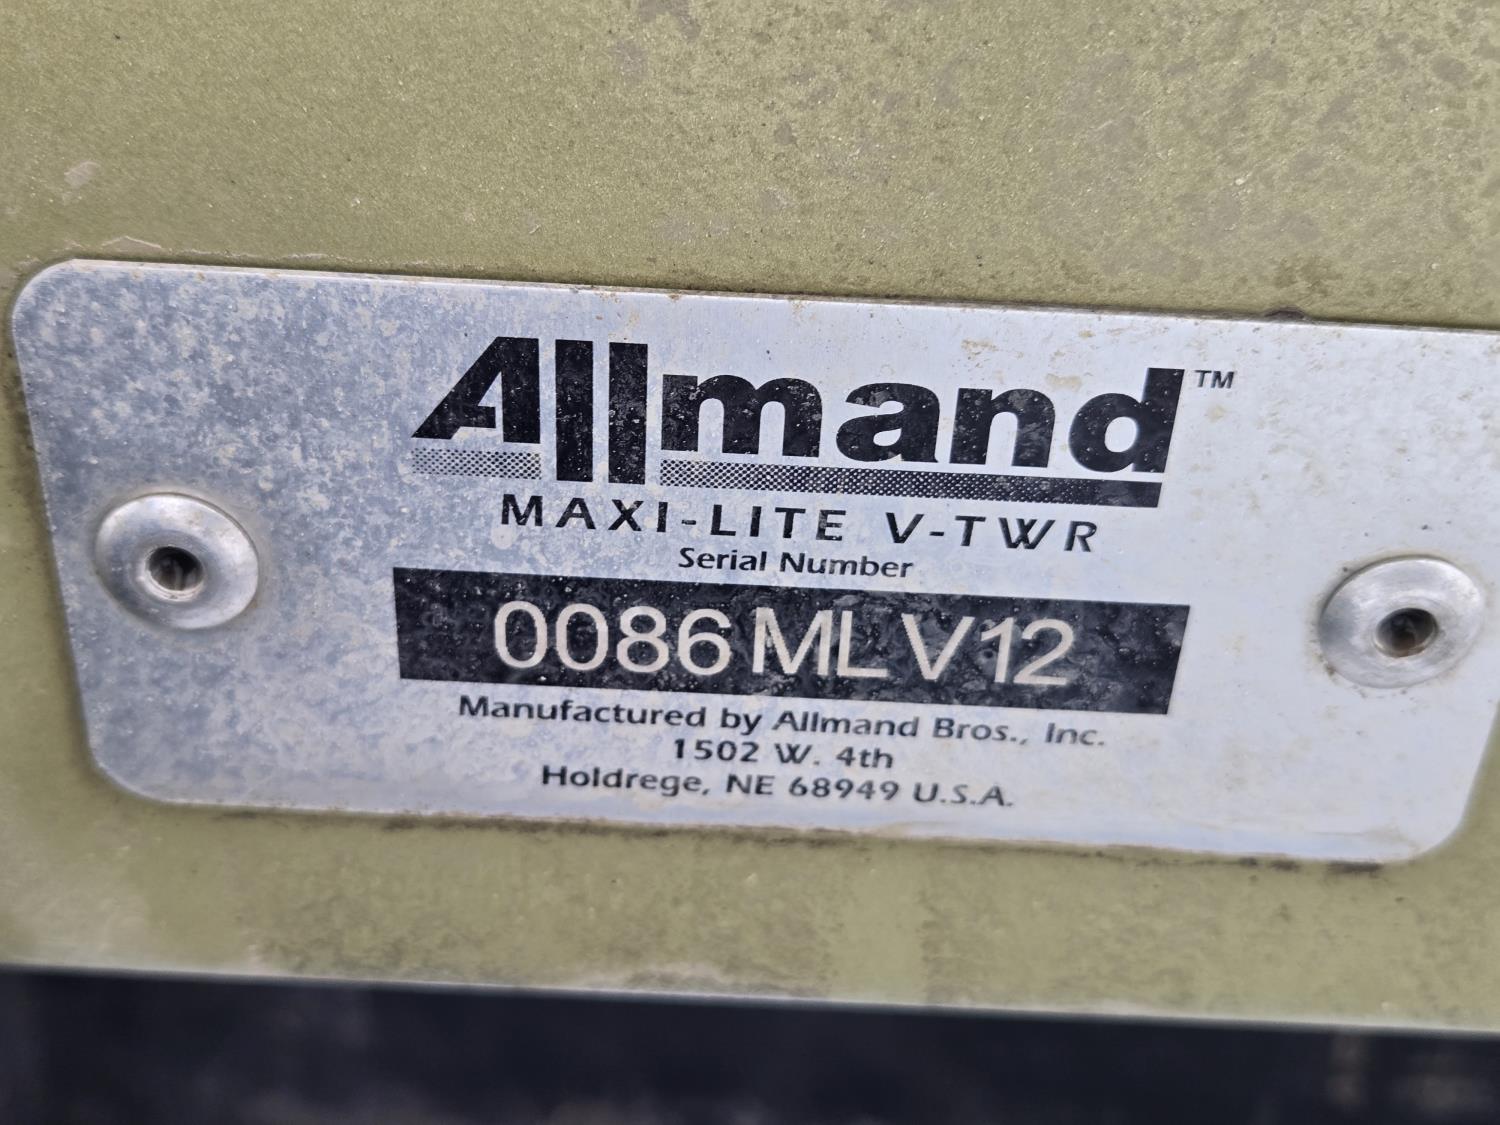 Allmand™
MAXI-LITE V-TWR
Serial Number
0086MLV12
Manufactured by Allmand Bros., Inc.
1502 W. 4th
Holdrege, NE 68949 U.S.A.